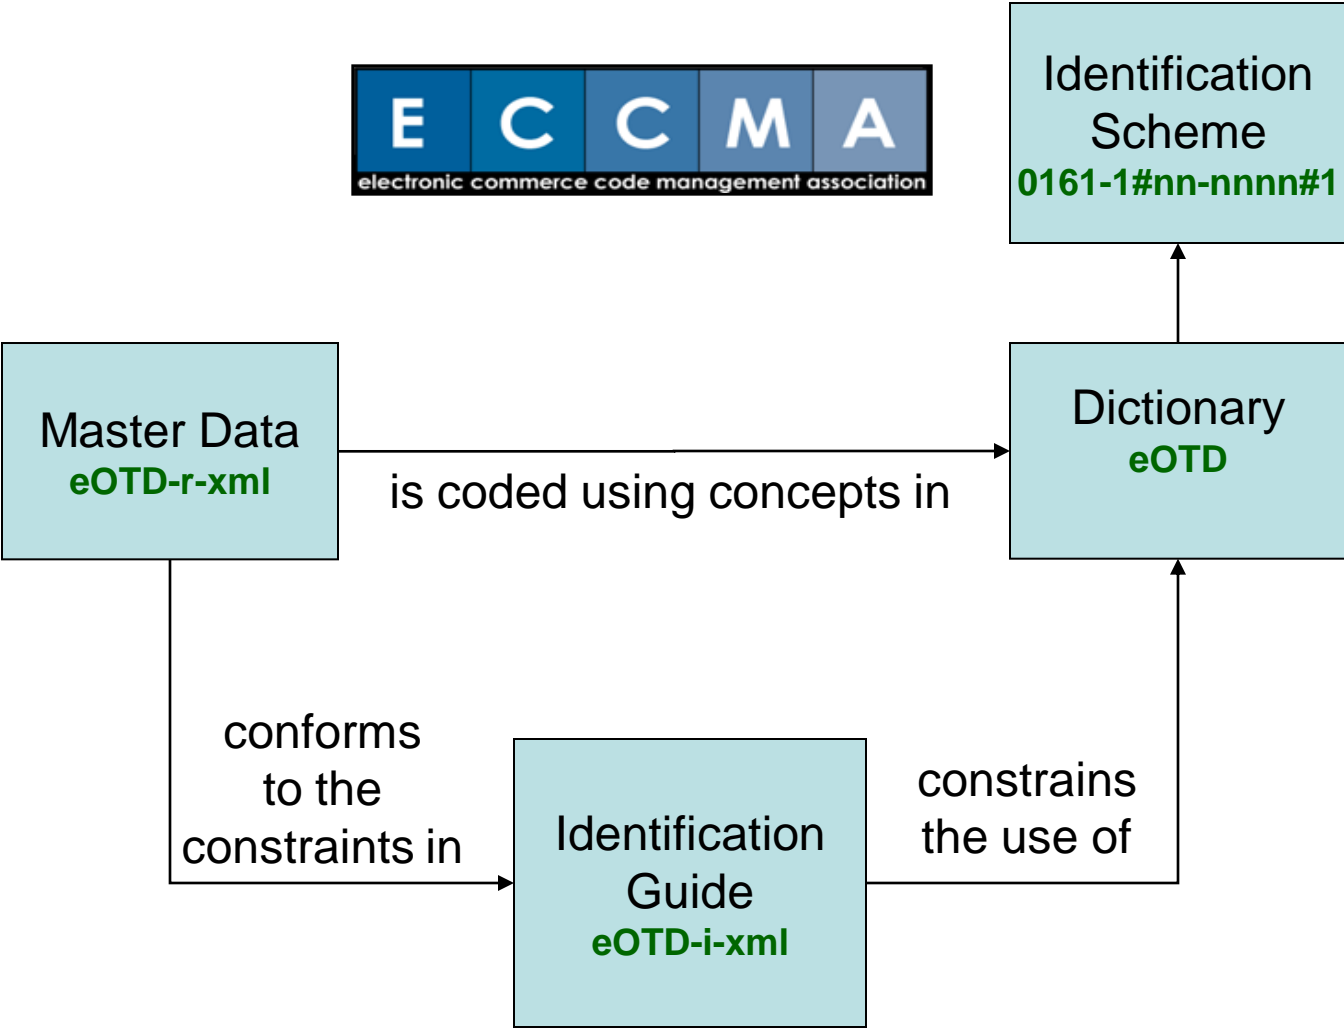 E C C M A
electronic commerce code management association
Identification
Scheme
0161-1#nn-nnnn#1
Master Data
eOTD-r-xml
is coded using concepts in
Dictionary
eOTD
conforms
to the
constraints in
Identification
Guide
eOTD-i-xml
constrains
the use of